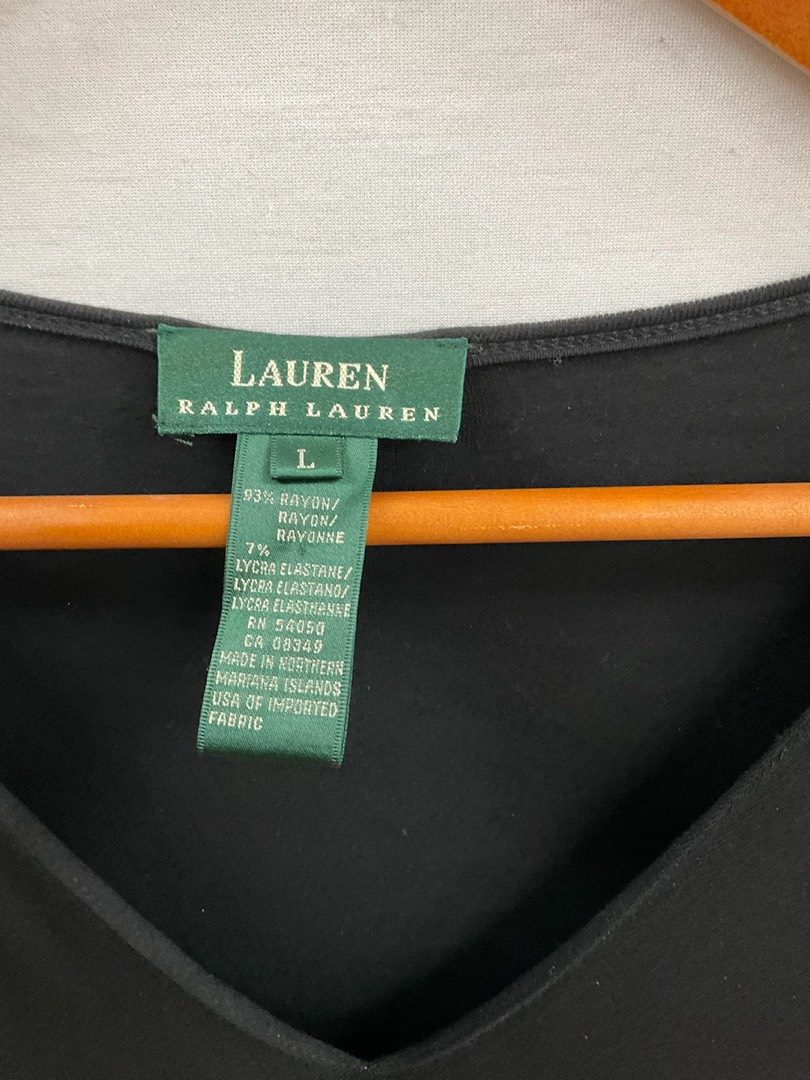 LAUREN
RALPH LAUREN
L
93% RAYON/
RAYON/
RAYONNE
7%
LYCRA ELASTANE/
LYCRA ELASTANO/
LYCRA ELASTHANNE
RN 54050
CA 08349
MADE IN NORTHERN
MARIANA ISLANDS
USA OF IMPORTED
FABRIC